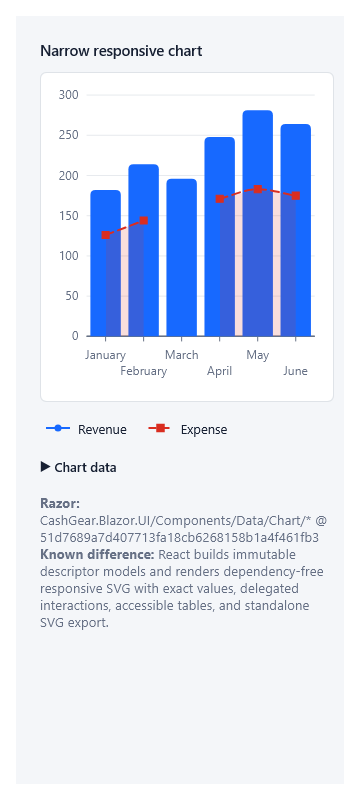 Narrow responsive chart
300
250
200
150
100
50
0
January March May
February April June
Revenue Expense
▶ Chart data
Razor:
CashGear.Blazor.UI/Components/Data/Chart/* @
51d7689a7d407713fa18cb6268158b1a4f461fb3
Known difference: React builds immutable
descriptor models and renders dependency-free
responsive SVG with exact values, delegated
interactions, accessible tables, and standalone
SVG export.